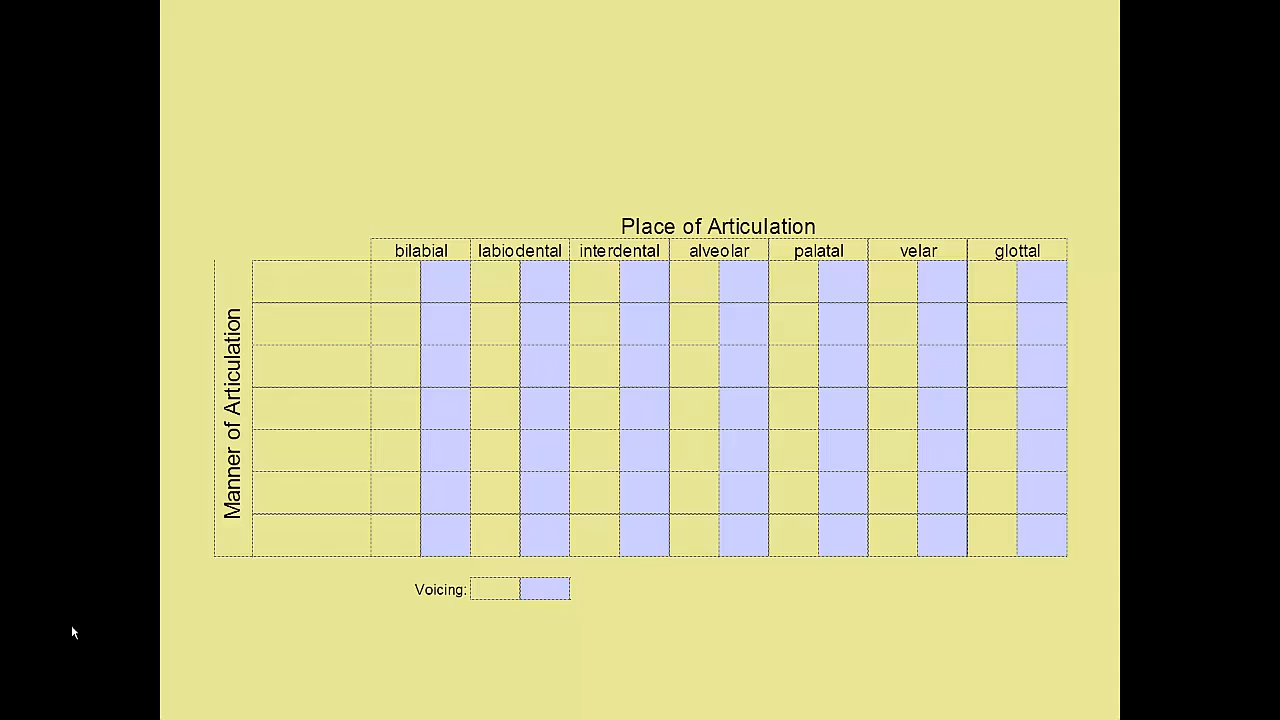 Place of Articulation
bilabial labiodental interdental alveolar palatal velar glottal
Manner of Articulation
Voicing: